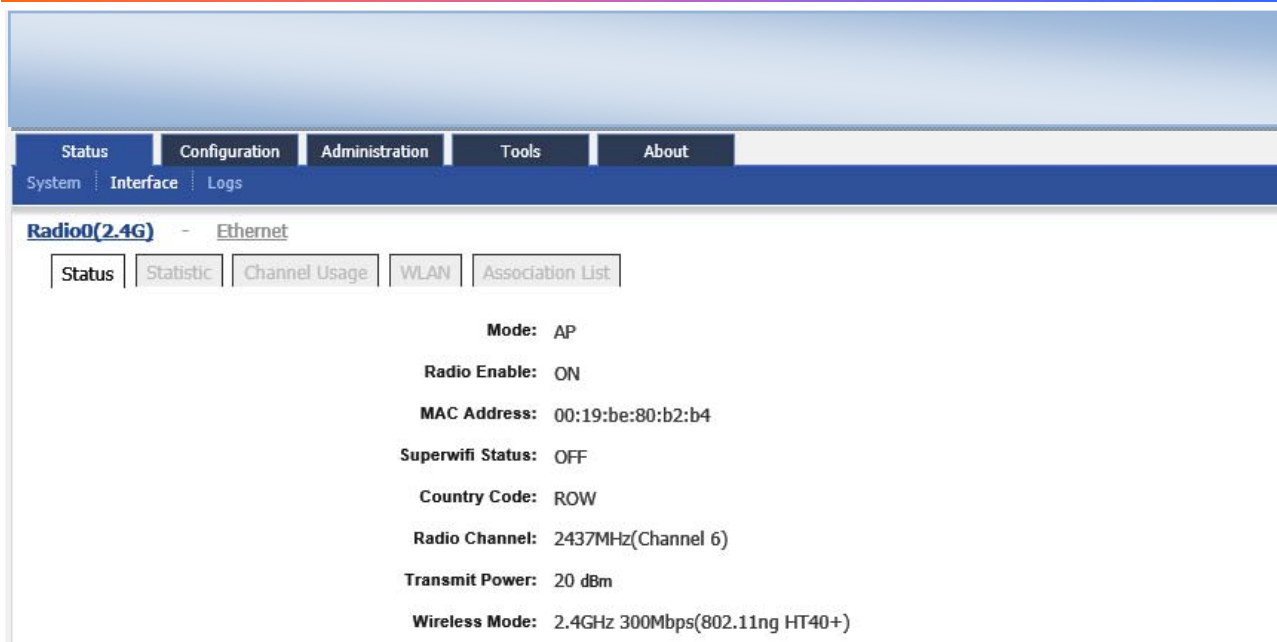 Status Configuration Administration Tools About
System Interface Logs
Radio0(2.4G) - Ethernet
Status Statistic Channel Usage WLAN Association List
Mode: AP
Radio Enable: ON
MAC Address: 00:19:be:80:b2:b4
Superwifi Status: OFF
Country Code: ROW
Radio Channel: 2437MHz(Channel 6)
Transmit Power: 20 dBm
Wireless Mode: 2.4GHz 300Mbps(802.11ng HT40+)